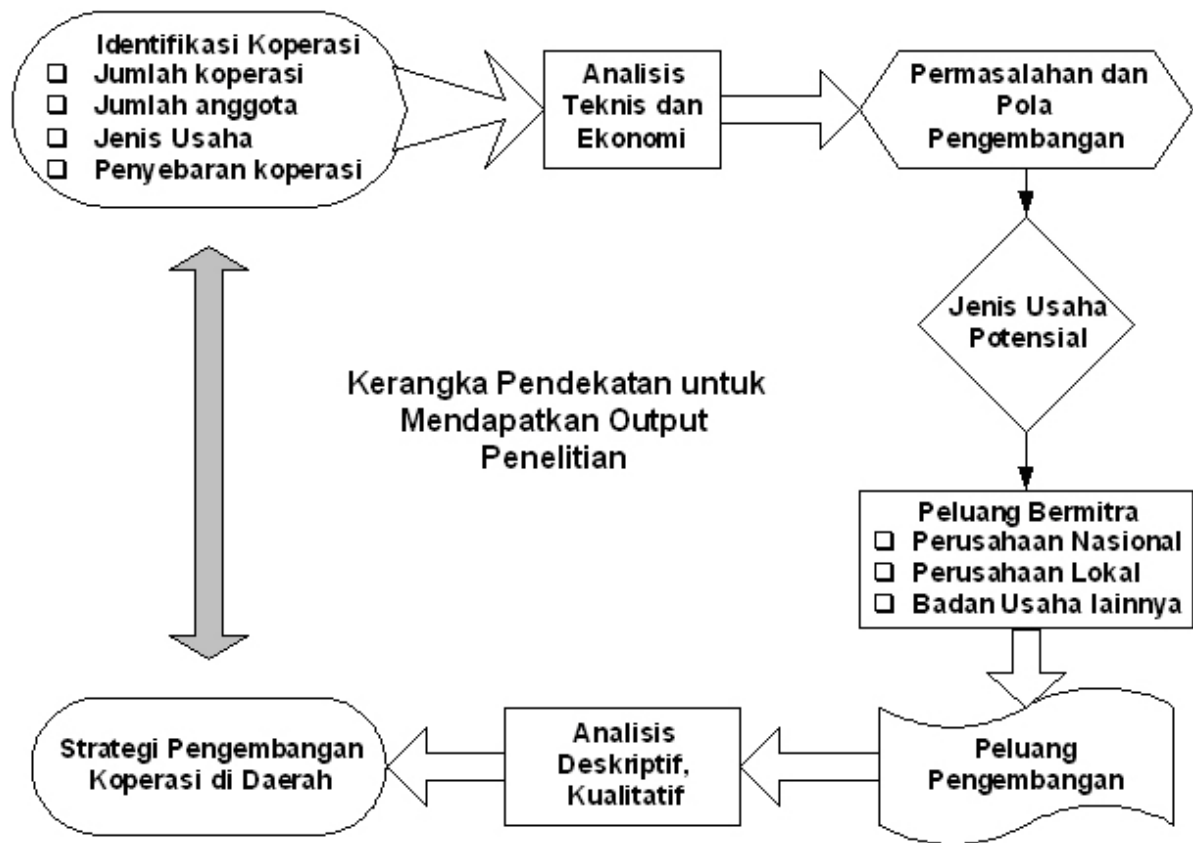 Identifikasi Koperasi
❑ Jumlah koperasi
❑ Jumlah anggota
❑ Jenis Usaha
❑ Penyebaran koperasi
Analisis
Teknis dan
Ekonomi
Permasalahan dan
Pola
Pengembangan
Jenis Usaha
Potensial
Kerangka Pendekatan untuk
Mendapatkan Output
Penelitian
Peluang Bermitra
❑ Perusahaan Nasional
❑ Perusahaan Lokal
❑ Badan Usaha lainnya
Peluang
Pengembangan
Analisis
Deskriptif,
Kualitatif
Strategi Pengembangan
Koperasi di Daerah